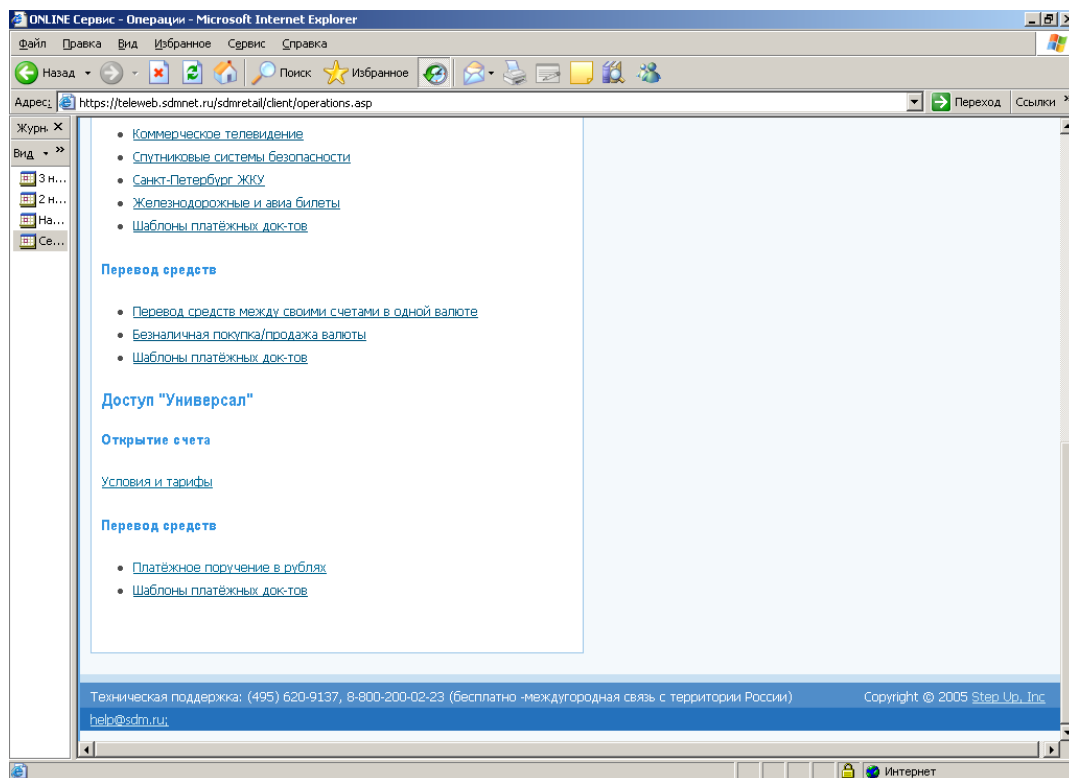 ONLINE Сервис - Операции - Microsoft Internet Explorer
Файл Правка Вид Избранное Сервис Справка
Назад Поиск Избранное
Адрес: https://teleweb.sdmnet.ru/sdmretail/client/operations.asp Переход Ссылки »
Журн. X
Вид »
3 н...
2 н...
На...
Се...
Коммерческое телевидение
Спутниковые системы безопасности
Санкт-Петербург ЖКУ
Железнодорожные и авиа билеты
Шаблоны платёжных док-тов
Перевод средств
Перевод средств между своими счетами в одной валюте
Безналичная покупка/продажа валюты
Шаблоны платёжных док-тов
Доступ "Универсал"
Открытие счета
Условия и тарифы
Перевод средств
Платёжное поручение в рублях
Шаблоны платёжных док-тов
Техническая поддержка: (495) 620-9137, 8-800-200-02-23 (бесплатно -междугородная связь с территории России) Copyright © 2005 Step Up, Inc
help@sdm.ru;
Интернет